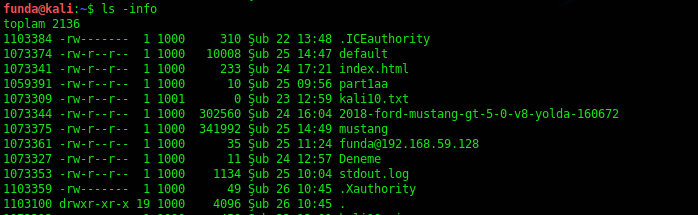 funda@kali:~$ ls -info
toplam 2136
1103384 -rw------- 1 1000 310 Şub 22 13:48 .ICEauthority
1073374 -rw-r--r-- 1 1000 10008 Şub 25 14:47 default
1073341 -rw-r--r-- 1 1000 233 Şub 24 17:21 index.html
1059391 -rw-r--r-- 1 1000 10 Şub 25 09:56 part1aa
1073309 -rw-r--r-- 1 1001 0 Şub 23 12:59 kali10.txt
1073344 -rw-r--r-- 1 1000 302560 Şub 24 16:04 2018-ford-mustang-gt-5-0-v8-yolda-160672
1073375 -rw-r--r-- 1 1000 341992 Şub 25 14:49 mustang
1073361 -rw-r--r-- 1 1000 35 Şub 25 11:24 funda@192.168.59.128
1073327 -rw-r--r-- 1 1000 11 Şub 24 12:57 Deneme
1073353 -rw-r--r-- 1 1000 1134 Şub 25 10:04 stdout.log
1103359 -rw------- 1 1000 49 Şub 26 10:45 .Xauthority
1103100 drwxr-xr-x 19 1000 4096 Şub 26 10:45 .